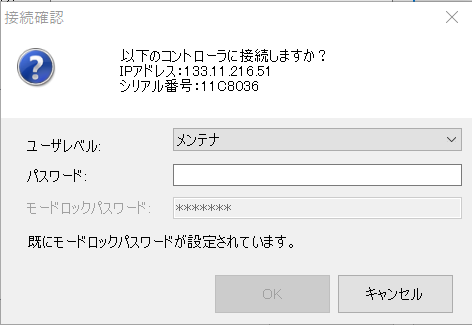 接続確認
以下のコントローラに接続しますか?
IPアドレス:133.11.216.51
シリアル番号:11C8036
ユーザレベル: メンテナ
パスワード:
モードロックパスワード: *******
既にモードロックパスワードが設定されています。
OK キャンセル